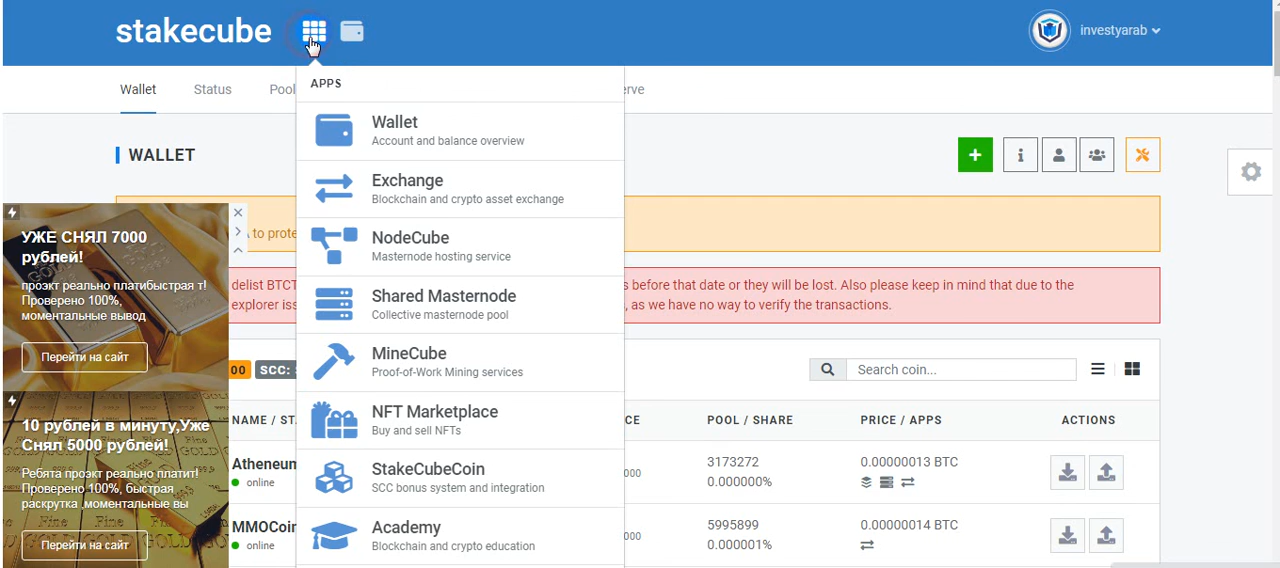 stakecube
investyarab
Wallet
Status
Pool
erve
APPS
Wallet
Account and balance overview
Exchange
Blockchain and crypto asset exchange
NodeCube
Masternode hosting service
Shared Masternode
Collective masternode pool
MineCube
Proof-of-Work Mining services
NFT Marketplace
Buy and sell NFTs
StakeCubeCoin
SCC bonus system and integration
Academy
Blockchain and crypto education
WALLET
A to prote
delist BTCT
s before that date or they will be lost. Also please keep in mind that due to the
explorer iss
, as we have no way to verify the transactions.
УЖЕ СНЯЛ 7000
рублей!
проэкт реально платибыстрая т!
Проверено 100%,
моментальные вывод
Перейти на сайт
10 рублей в минуту,Уже
Снял 5000 рублей!
Ребята проэкт реально платит!
Проверено 100%, быстрая
раскрутка ,моментальные вы
Перейти на сайт
00
SCC:
Search coin...
NAME / ST
CE
POOL / SHARE
PRICE / APPS
ACTIONS
Atheneum
online
000
3173272
0.000000%
0.00000013 BTC
MMOCoin
online
000
5995899
0.000001%
0.00000014 BTC